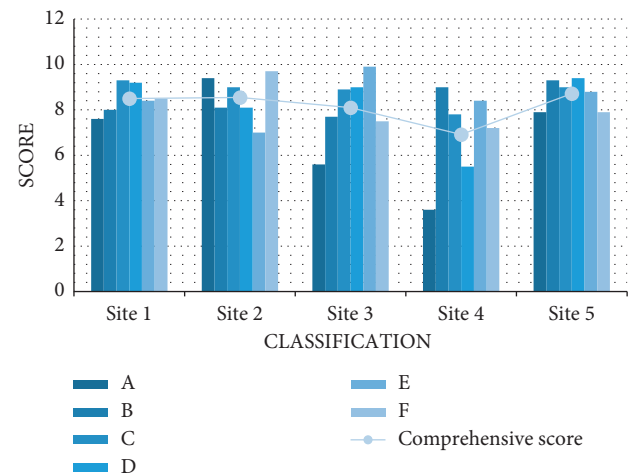 12
10
8
6
4
2
0
SCORE
Site 1 Site 2 Site 3 Site 4 Site 5
CLASSIFICATION
A
B
C
D
E
F
Comprehensive score